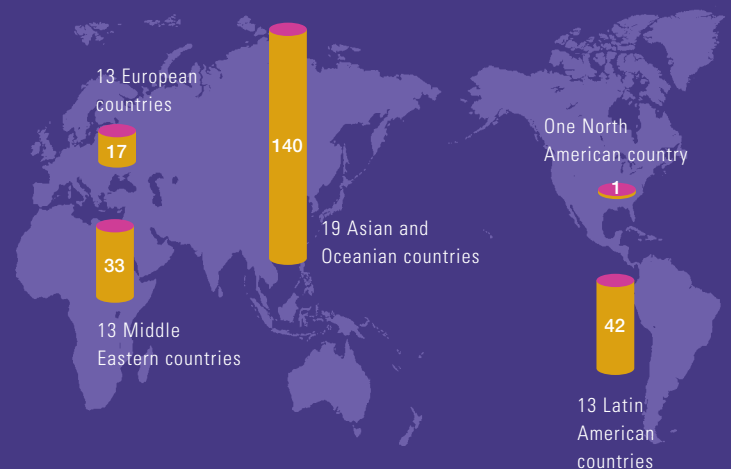 13 European
countries
17
140
19 Asian and
Oceanian countries
33
13 Middle
Eastern countries
One North
American country
1
42
13 Latin
American
countries